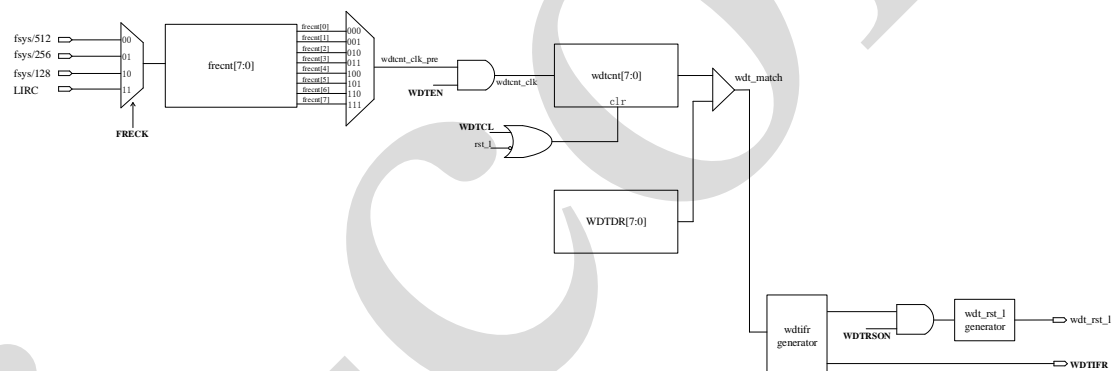 fsys/512
fsys/256
fsys/128
LIRC
00
01
10
11
FRECK
frecnt[7:0]
frecnt[0]
frecnt[1]
frecnt[2]
frecnt[3]
frecnt[4]
frecnt[5]
frecnt[6]
frecnt[7]
000
001
010
011
100
101
110
111
wdtcnt_clk_pre
WDTEN
wdtcnt_clk
wdtcnt[7:0]
clr
wdt_match
WDTCL
rst_l
WDTDR[7:0]
wdtifr
generator
WDTRSON
wdt_rst_l
generator
wdt_rst_l
WDTIFR